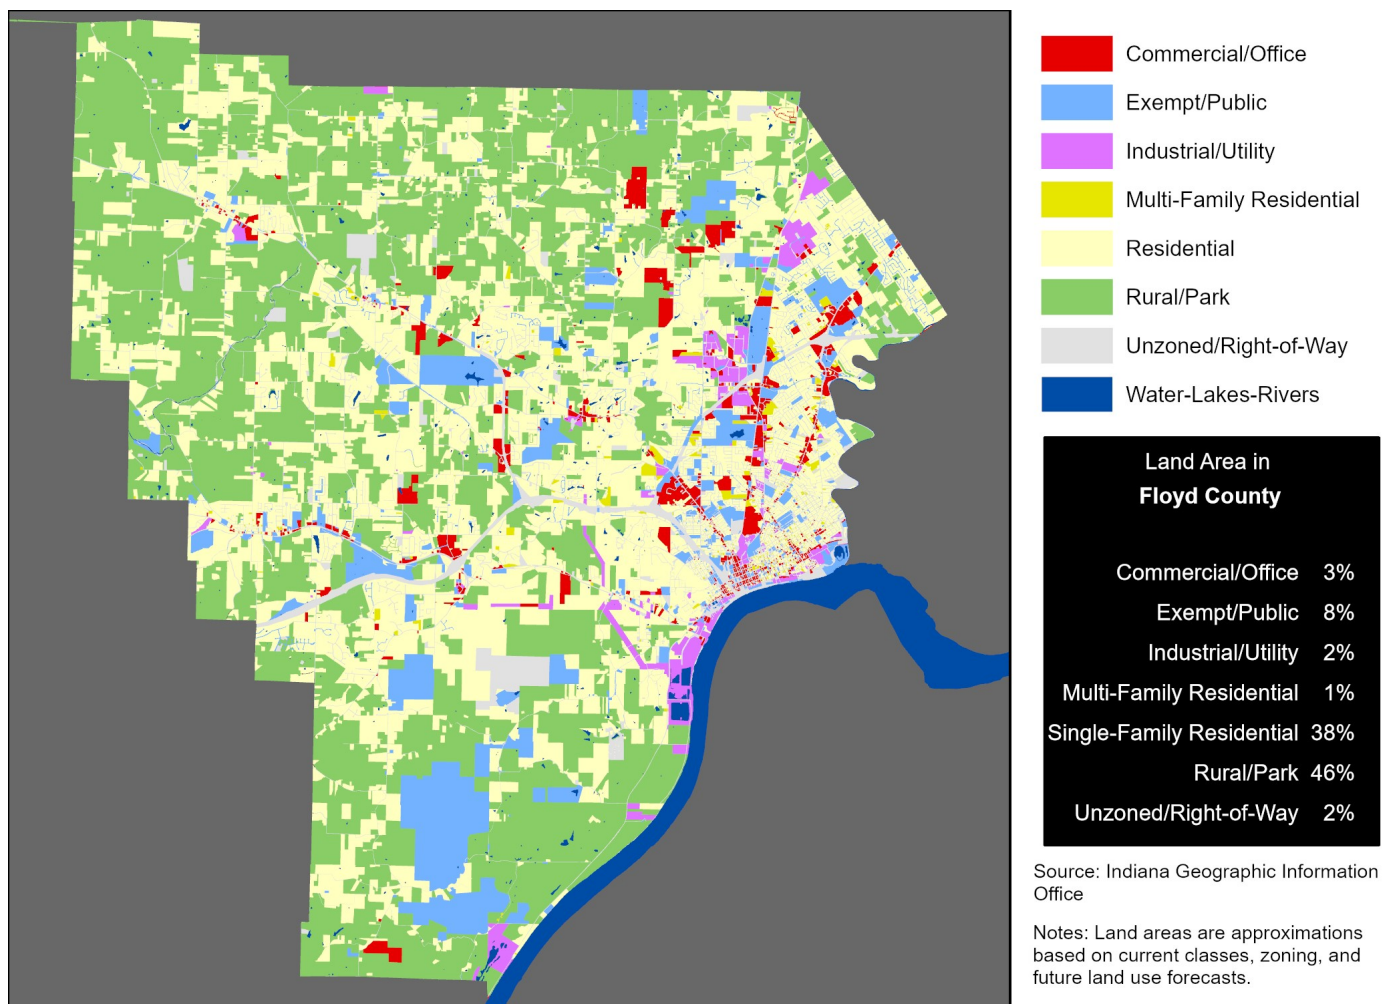 Commercial/Office
Exempt/Public
Industrial/Utility
Multi-Family Residential
Residential
Rural/Park
Unzoned/Right-of-Way
Water-Lakes-Rivers
Land Area in
Floyd County
Commercial/Office 3%
Exempt/Public 8%
Industrial/Utility 2%
Multi-Family Residential 1%
Single-Family Residential 38%
Rural/Park 46%
Unzoned/Right-of-Way 2%
Source: Indiana Geographic Information
Office
Notes: Land areas are approximations
based on current classes, zoning, and
future land use forecasts.